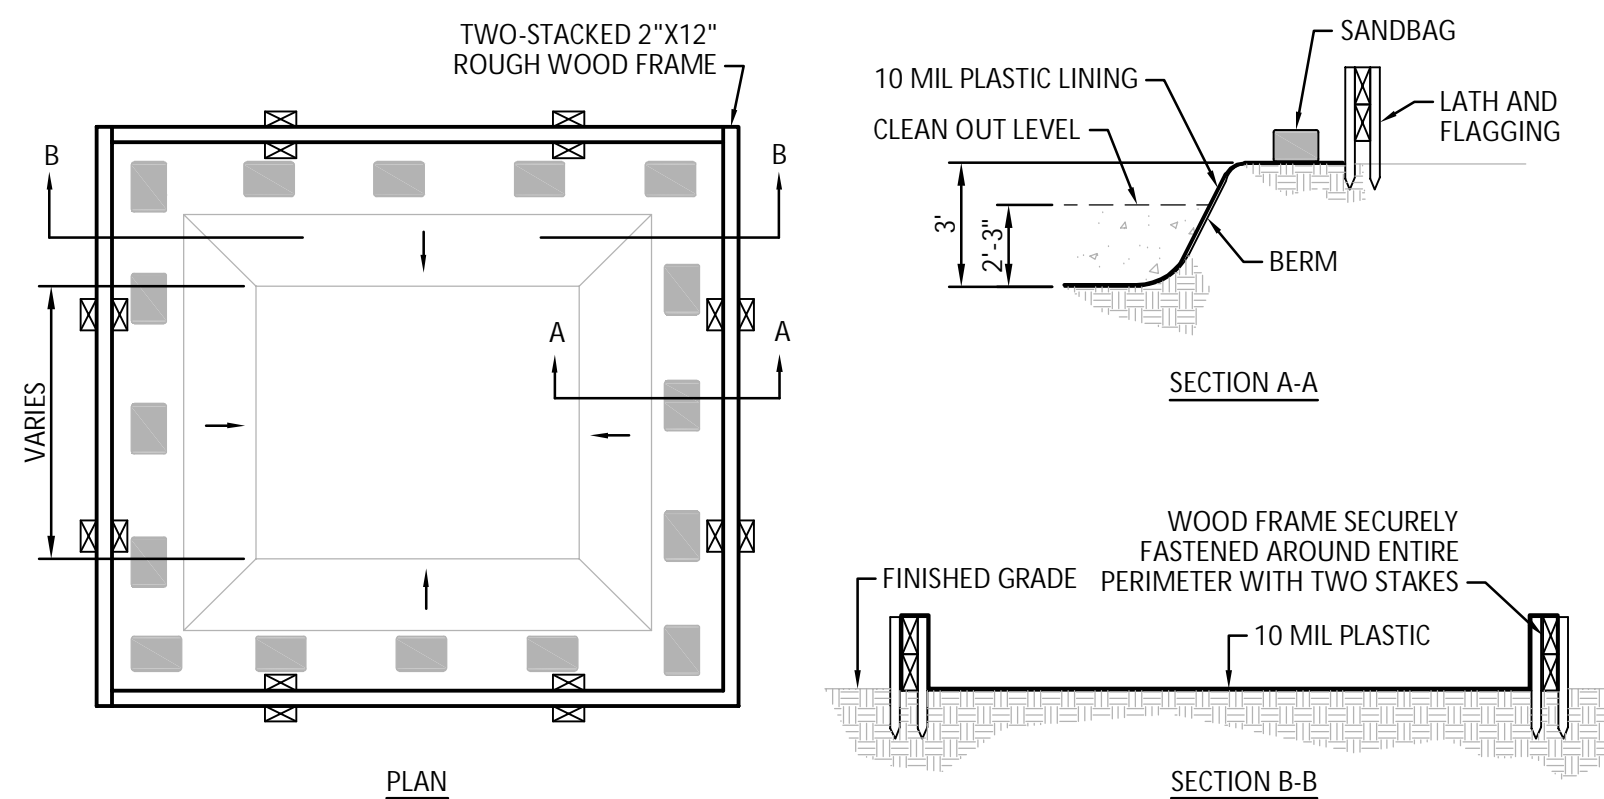 TWO-STACKED 2"X12"
ROUGH WOOD FRAME
B
B
A
A
VARIES
PLAN
SANDBAG
10 MIL PLASTIC LINING
LATH AND
FLAGGING
CLEAN OUT LEVEL
3'
2'-3"
BERM
SECTION A-A
WOOD FRAME SECURELY
FASTENED AROUND ENTIRE
PERIMETER WITH TWO STAKES
FINISHED GRADE
10 MIL PLASTIC
SECTION B-B